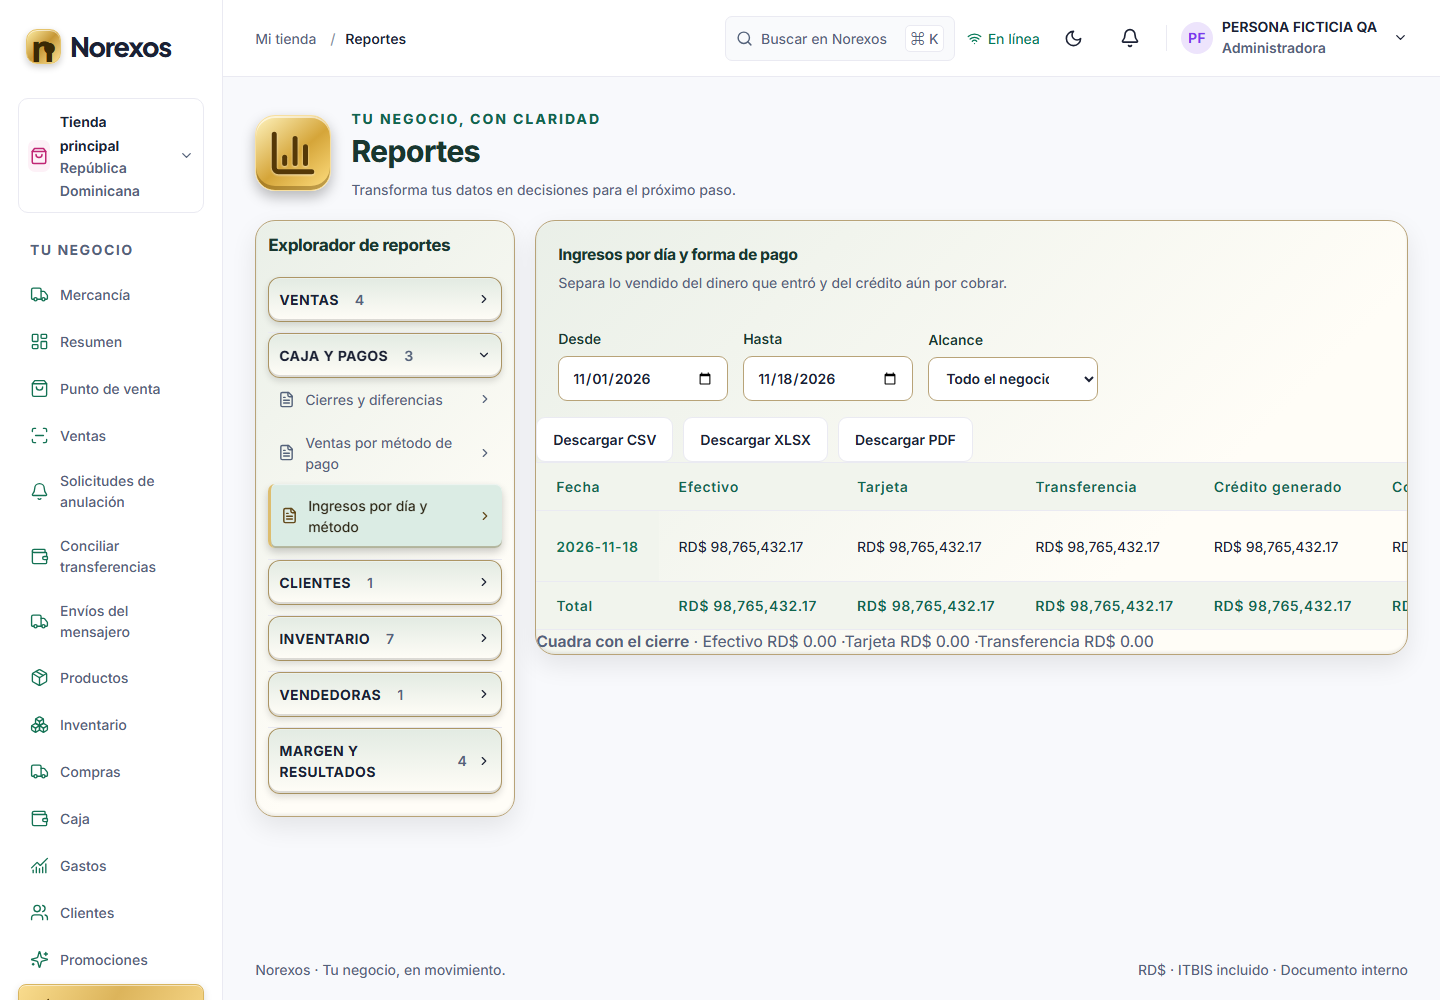 Norexos
Mi tienda / Reportes
Buscar en Norexos ⌘ K
En línea
PF
PERSONA FICTICIA QA
Administradora
Tienda
principal
República
Dominicana
TU NEGOCIO
Mercancía
Resumen
Punto de venta
Ventas
Solicitudes de
anulación
Conciliar
transferencias
Envíos del
mensajero
Productos
Inventario
Compras
Caja
Gastos
Clientes
Promociones
TU NEGOCIO, CON CLARIDAD
Reportes
Transforma tus datos en decisiones para el próximo paso.
Explorador de reportes
VENTAS 4
CAJA Y PAGOS 3
Cierres y diferencias
Ventas por método de
pago
Ingresos por día y
método
CLIENTES 1
INVENTARIO 7
VENDEDORAS 1
MARGEN Y
RESULTADOS 4
Ingresos por día y forma de pago
Separa lo vendido del dinero que entró y del crédito aún por cobrar.
Desde Hasta Alcance
11/01/2026 11/18/2026 Todo el negocio
Descargar CSV Descargar XLSX Descargar PDF
Fecha Efectivo Tarjeta Transferencia Crédito generado
2026-11-18 RD$ 98,765,432.17 RD$ 98,765,432.17 RD$ 98,765,432.17 RD$ 98,765,432.17
Total RD$ 98,765,432.17 RD$ 98,765,432.17 RD$ 98,765,432.17 RD$ 98,765,432.17
Cuadra con el cierre · Efectivo RD$ 0.00 ·Tarjeta RD$ 0.00 ·Transferencia RD$ 0.00
Norexos · Tu negocio, en movimiento.
RD$ · ITBIS incluido · Documento interno